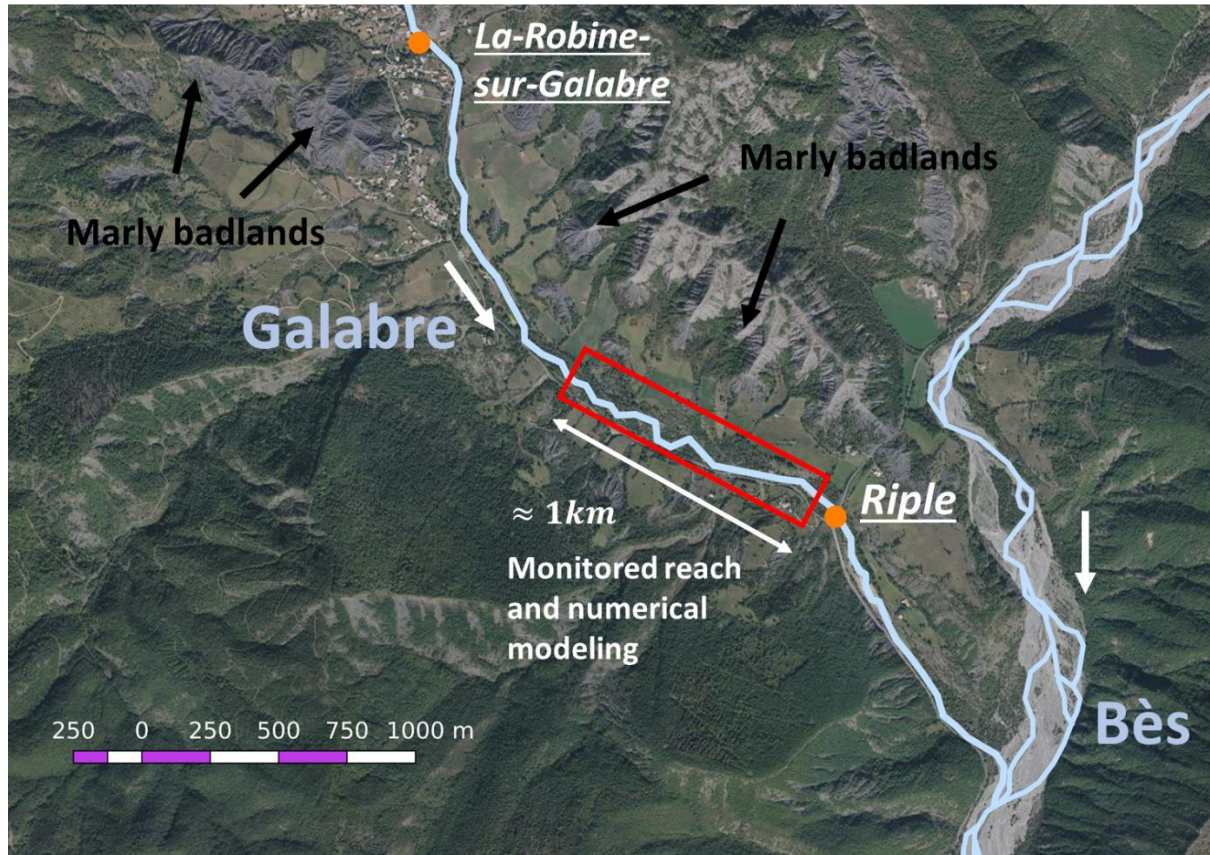 La-Robine-
sur-Galabre
Marly badlands
Marly badlands
Galabre
Riple
≈ 1km
Monitored reach
and numerical
modeling
Bès
250 0 250 500 750 1000 m